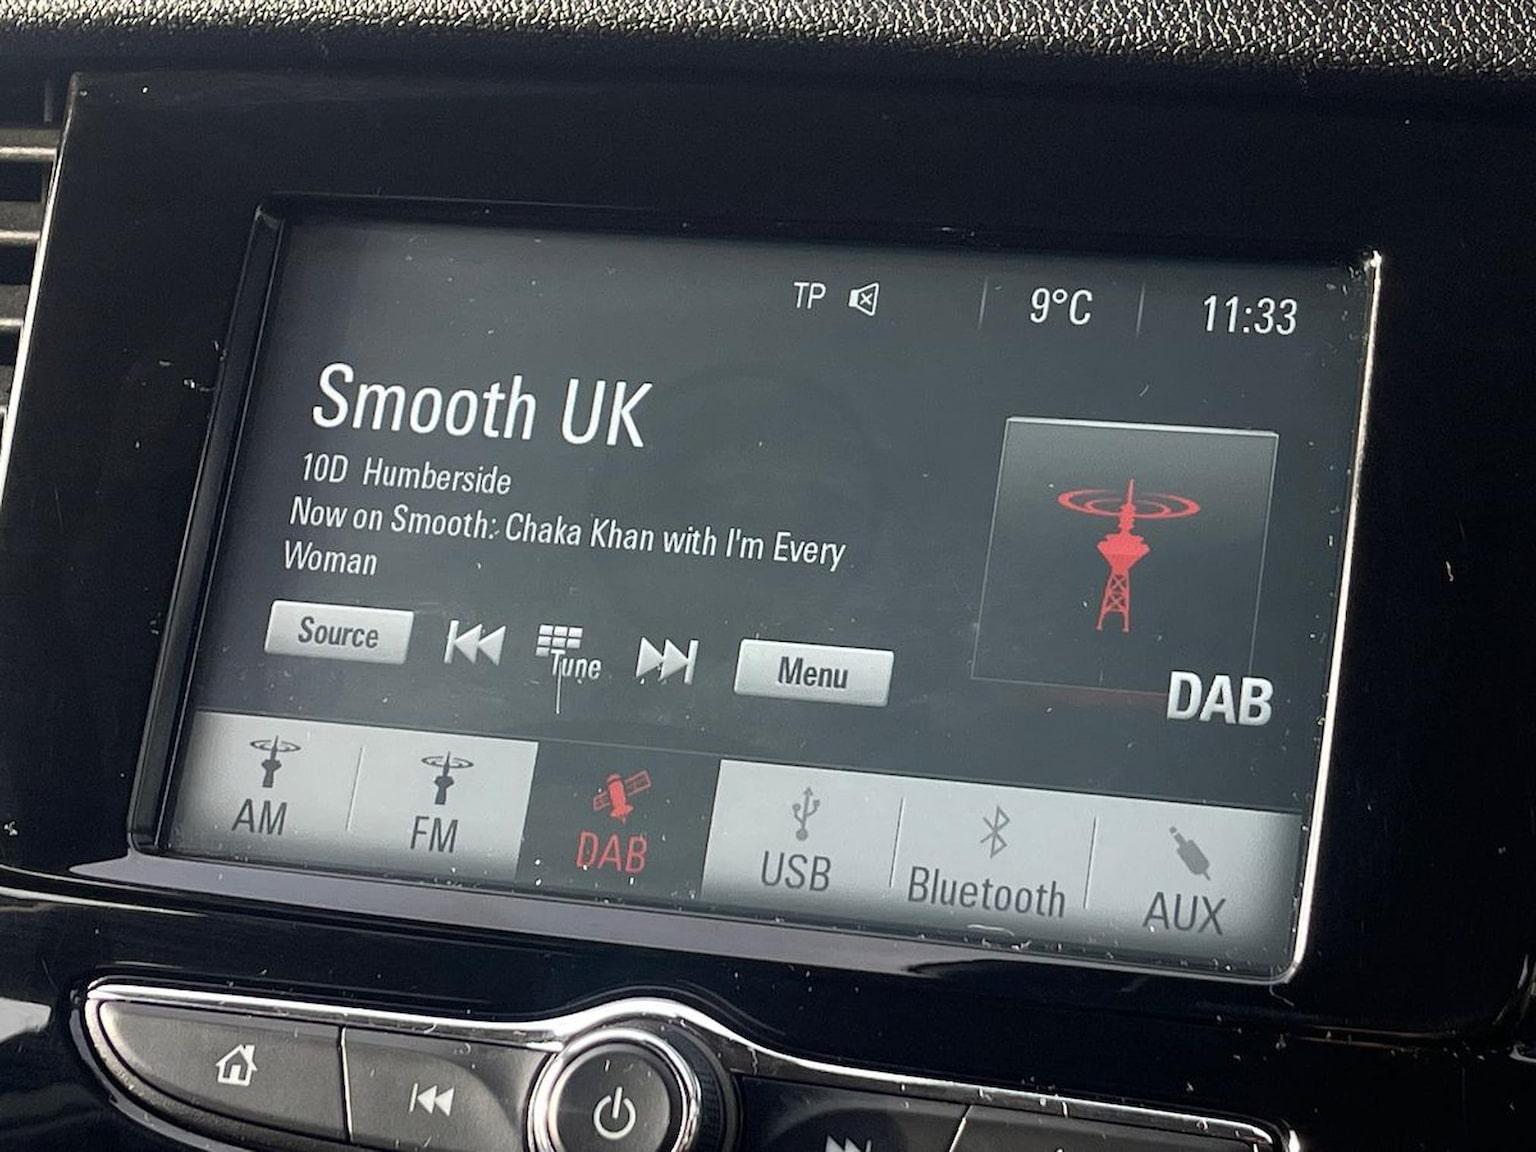 TP
9°C
11:33
Smooth UK
10D Humberside
Now on Smooth: Chaka Khan with I'm Every
Woman
Source
Tune
Menu
DAB
AM
FM
DAB
USB
Bluetooth
AUX